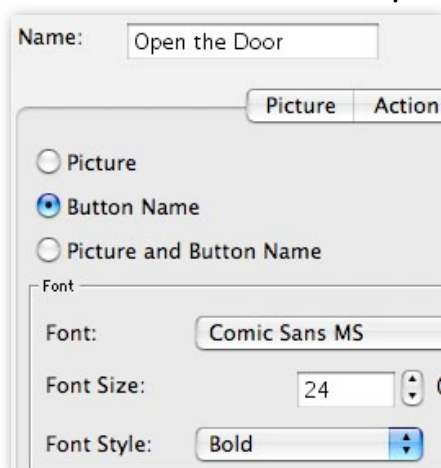 Name: Open the Door
Picture Action
Picture
Button Name
Picture and Button Name
Font
Font: Comic Sans MS
Font Size: 24
Font Style: Bold